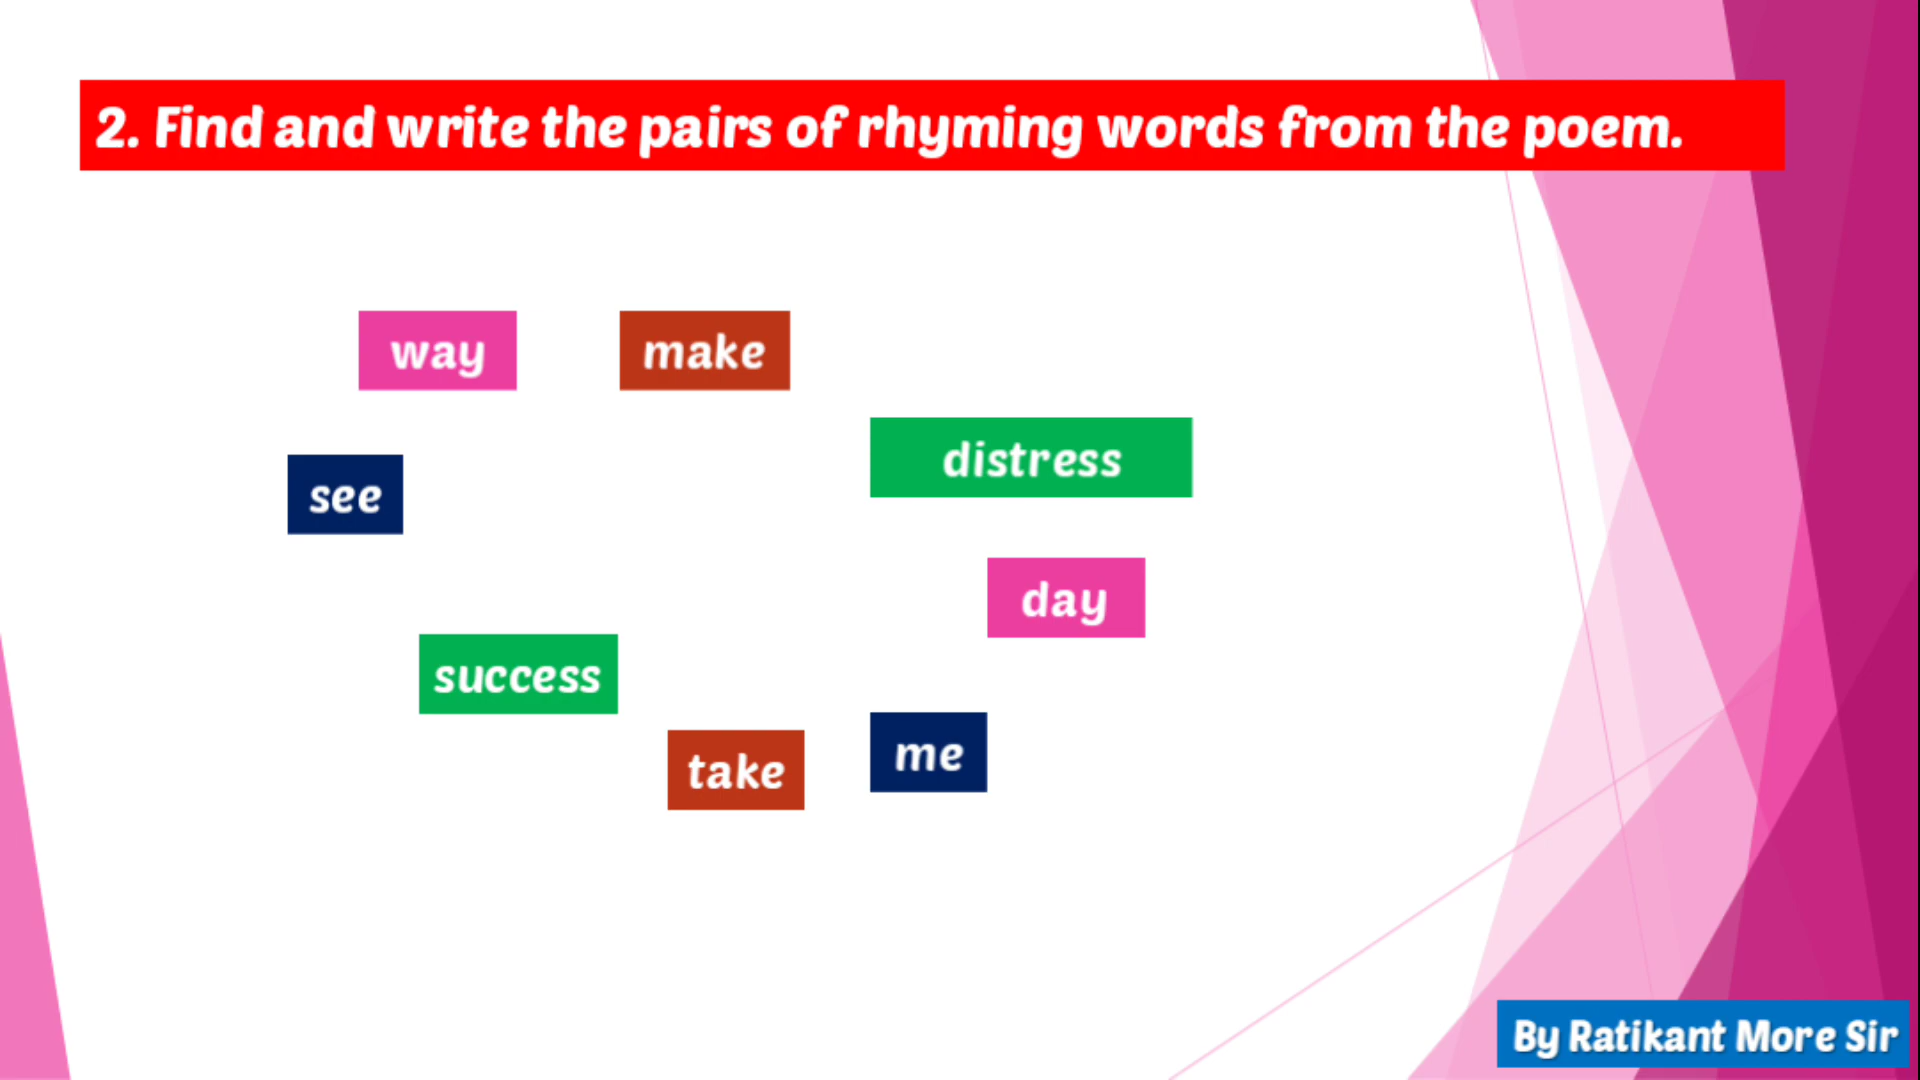 2. Find and write the pairs of rhyming words from the poem.
way
make
distress
see
day
success
me
take
By Ratikant More Sir